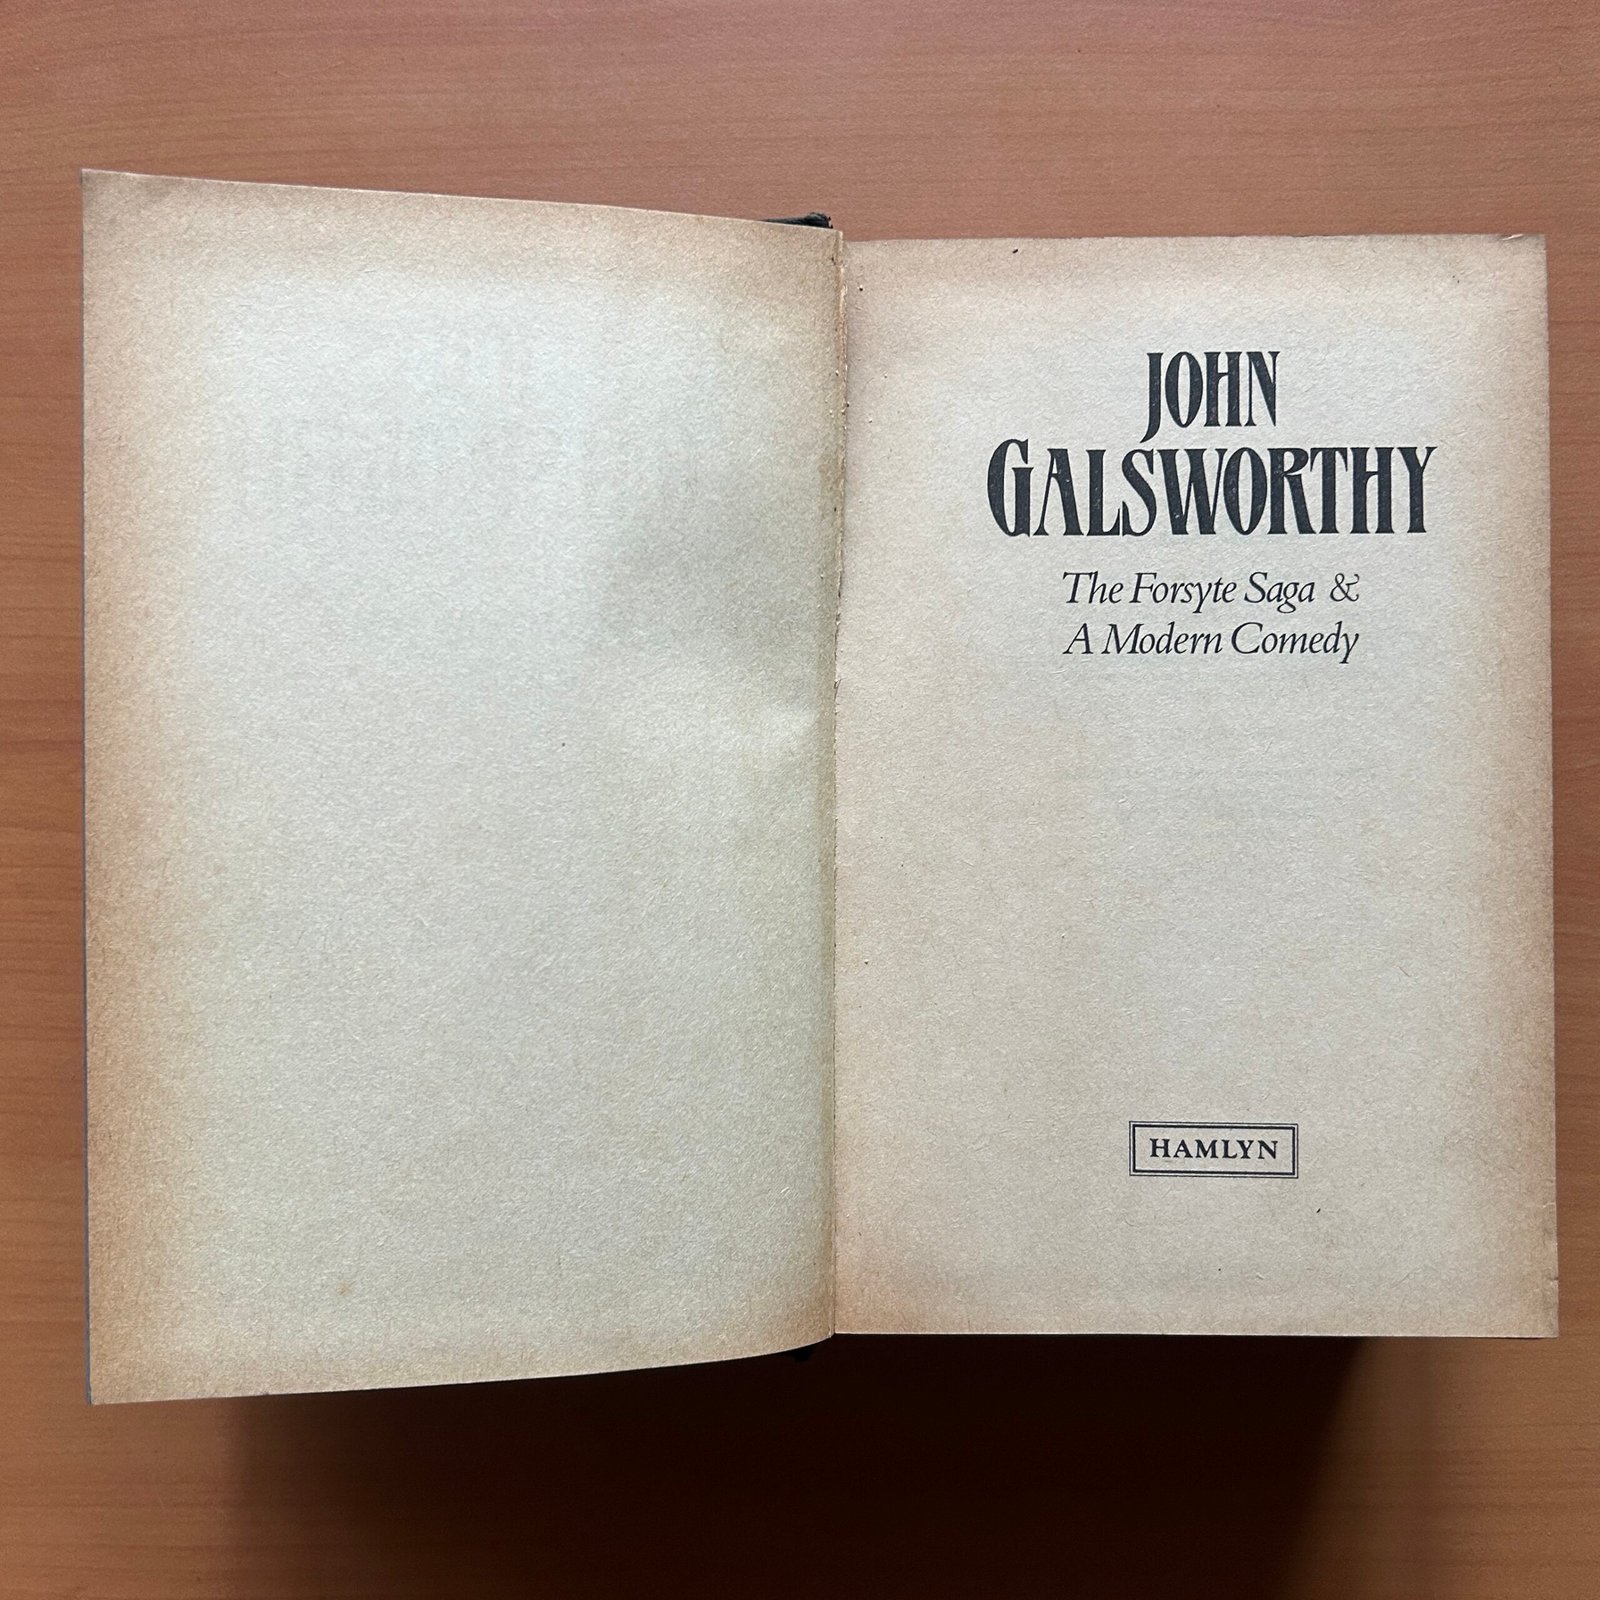 JOHN
GALSWORTHY
The Forsyte Saga &
A Modern Comedy
HAMLYN